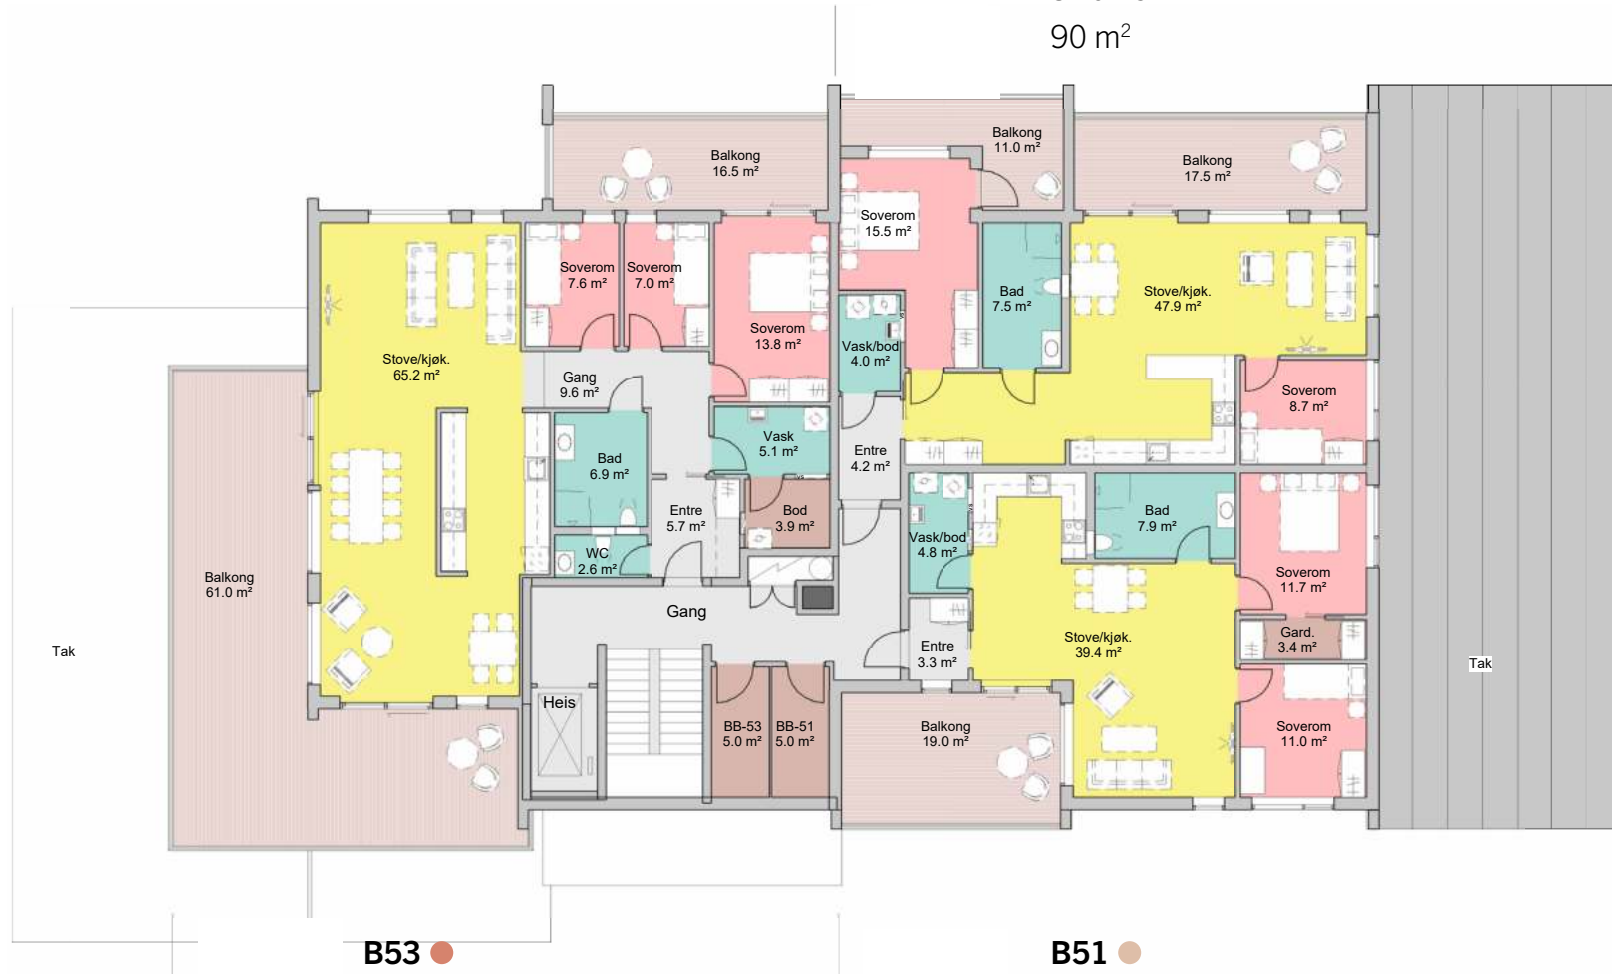 90 m²
Balkong
16.5 m²
Balkong
11.0 m²
Balkong
17.5 m²
Soverom
7.6 m²
Soverom
7.0 m²
Soverom
13.8 m²
Soverom
15.5 m²
Bad
7.5 m²
Stove/kjøk.
47.9 m²
Stove/kjøk.
65.2 m²
Gang
9.6 m²
Vask/bod
4.0 m²
Soverom
8.7 m²
Vask
5.1 m²
Bad
6.9 m²
Entre
4.2 m²
Entre
5.7 m²
Bod
3.9 m²
Bad
7.9 m²
Vask/bod
4.8 m²
WC
2.6 m²
Balkong
61.0 m²
Soverom
11.7 m²
Gang
Tak
Entre
3.3 m²
Stove/kjøk.
39.4 m²
Gard.
3.4 m²
Tak
Heis
BB-53
5.0 m²
BB-51
5.0 m²
Balkong
19.0 m²
Soverom
11.0 m²
B53
B51